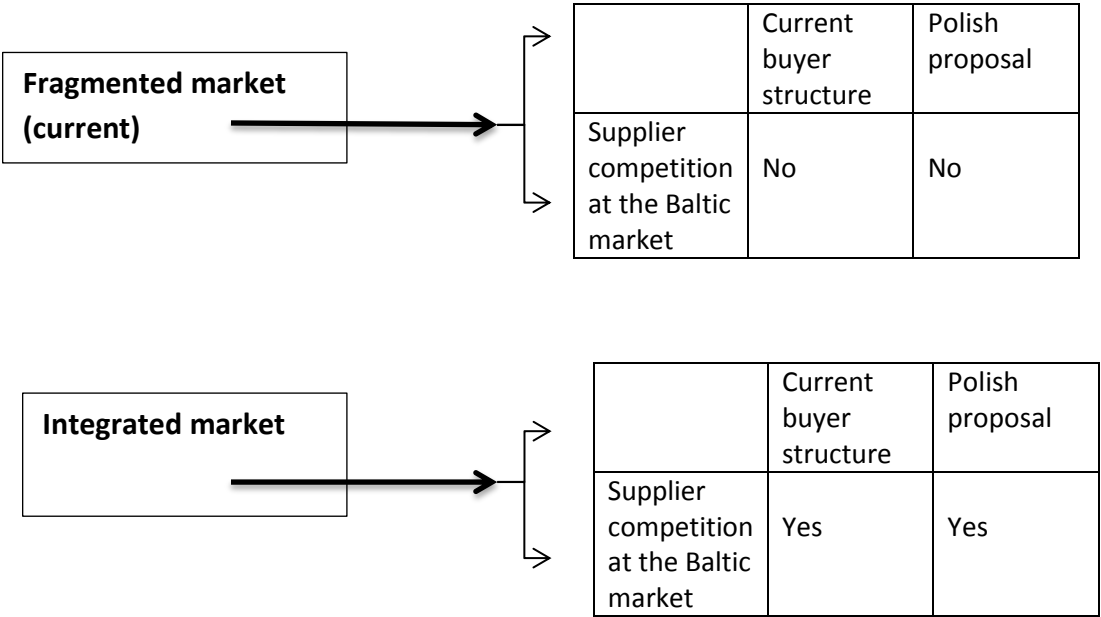 Fragmented market
(current)
Current
buyer
structure
Polish
proposal
Supplier
competition
at the Baltic
market
No
No
Integrated market
Current
buyer
structure
Polish
proposal
Supplier
competition
at the Baltic
market
Yes
Yes